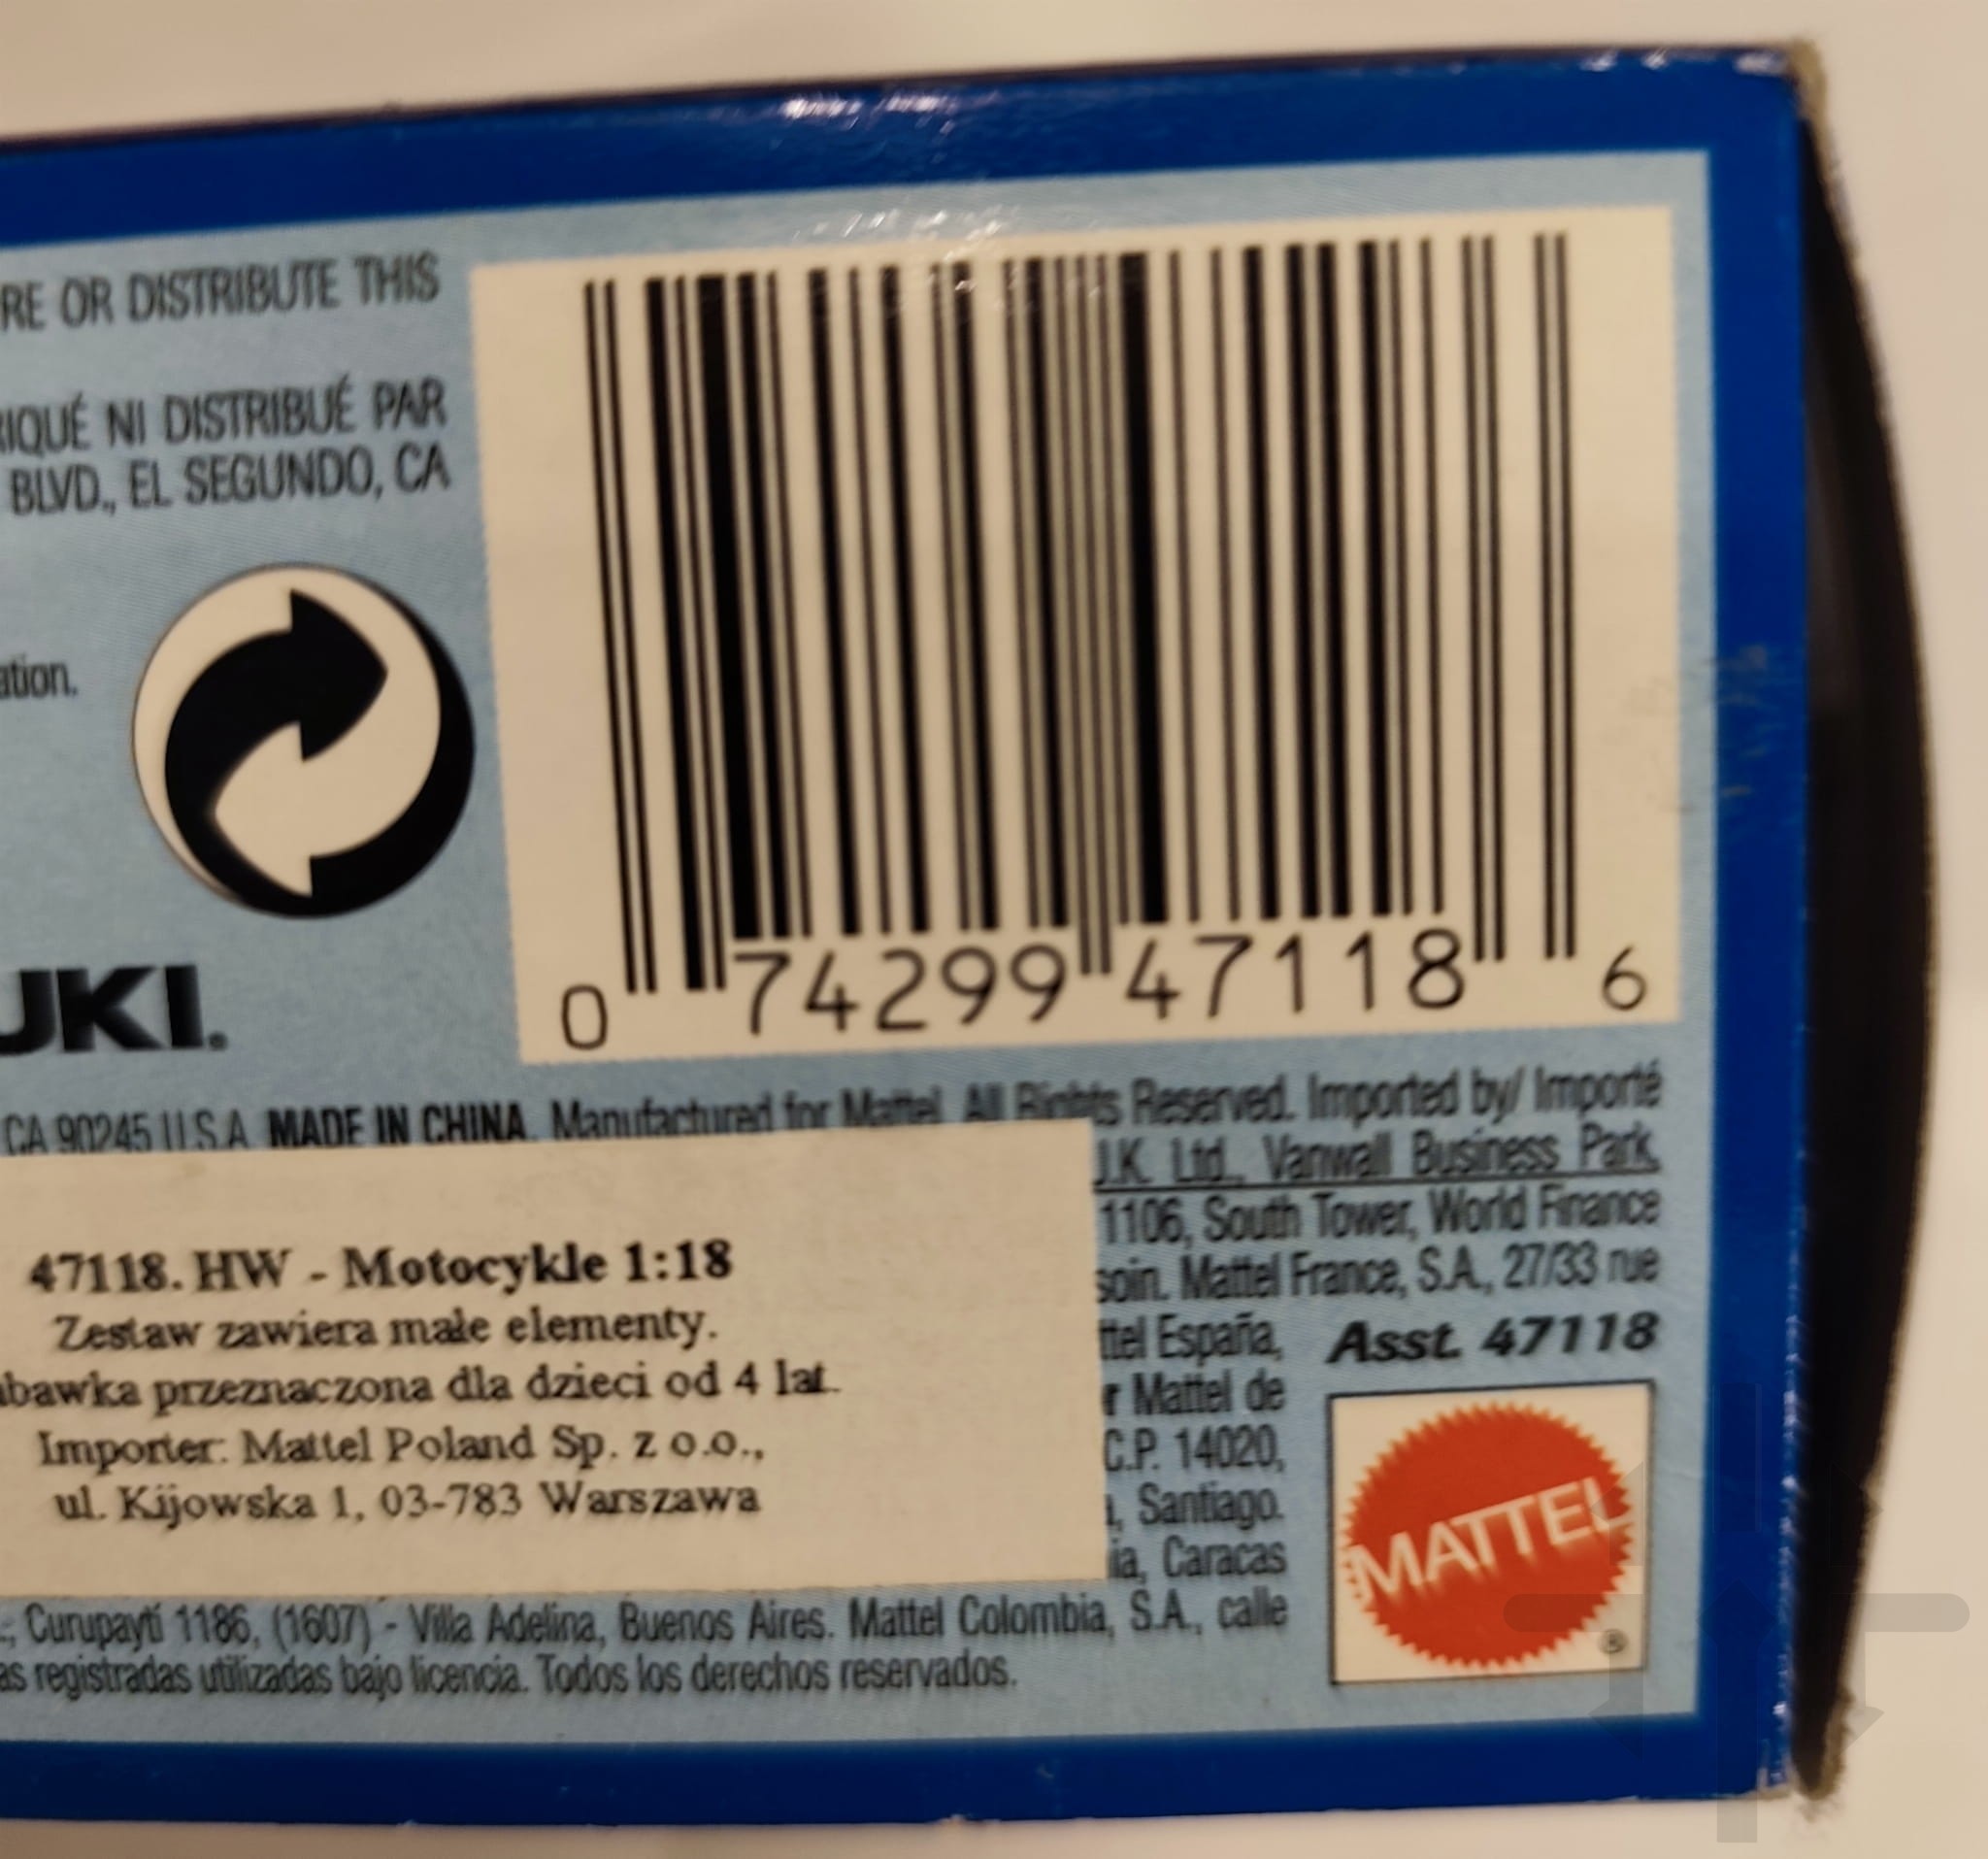 RE OR DISTRIBUTE THIS
RIQUÉ NI DISTRIBUÉ PAR
BLVD., EL SEGUNDO, CA
ation.
UKI.
0 74299 47118 6
CA 90245 U.S.A. MADE IN CHINA. Manufactured for Mattel. All Rights Reserved. Imported by/ Importé
U.K. Ltd., Vanwall Business Park,
1106, South Tower, World Finance
soin. Mattel France, S.A., 27/33 rue
ttel España,
Asst. 47118
r Mattel de
C.P. 14020,
, Santiago.
ia, Caracas
47118. HW - Motocykle 1:18
Zestaw zawiera małe elementy.
abawka przeznaczona dla dzieci od 4 lat.
Importer: Mattel Poland Sp. z o.o.,
ul. Kijowska 1, 03-783 Warszawa
MATTEL
®
.; Curupaytí 1186, (1607) - Villa Adelina, Buenos Aires. Mattel Colombia, S.A., calle
as registradas utilizadas bajo licencia. Todos los derechos reservados.